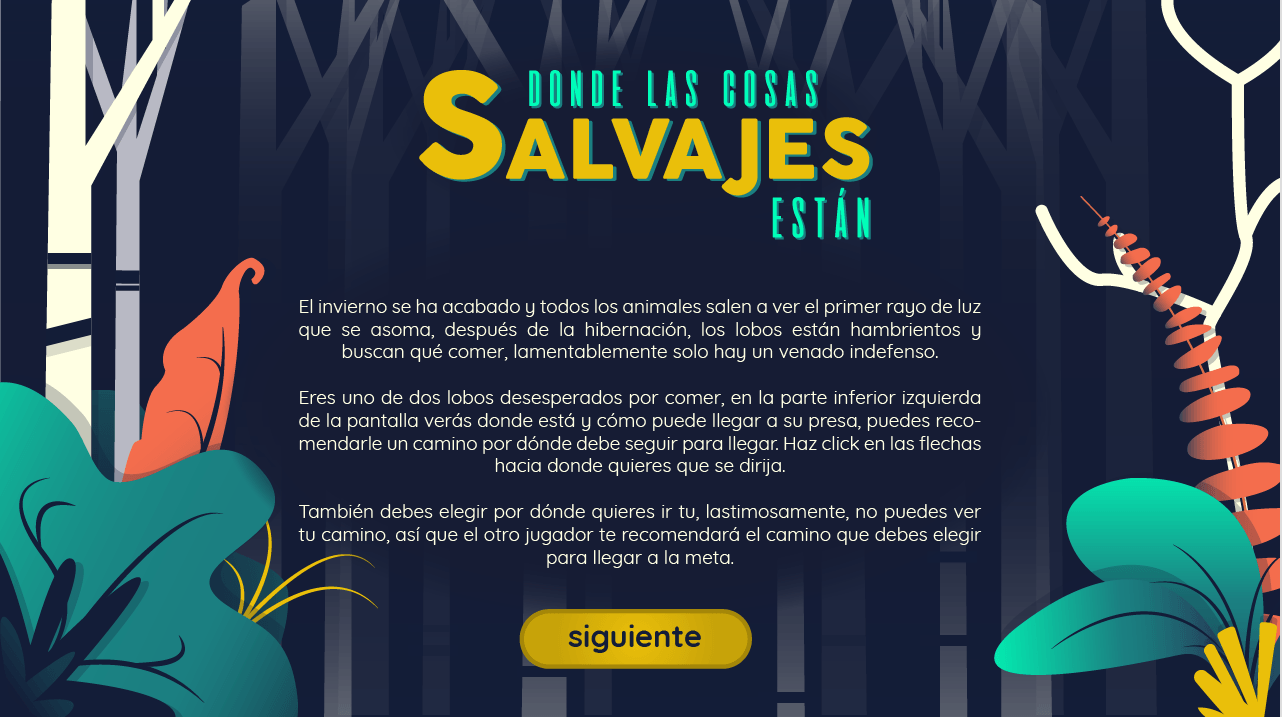 DONDE LAS COSAS
SALVAJES
ESTÁN
El invierno se ha acabado y todos los animales salen a ver el primer rayo de luz
que se asoma, después de la hibernación, los lobos están hambrientos y
buscan qué comer, lamentablemente solo hay un venado indefenso.
Eres uno de dos lobos desesperados por comer, en la parte inferior izquierda
de la pantalla verás donde está y cómo puede llegar a su presa, puedes reco-
mendarle un camino por dónde debe seguir para llegar. Haz click en las flechas
hacia donde quieres que se dirija.
También debes elegir por dónde quieres ir tu, lastimosamente, no puedes ver
tu camino, así que el otro jugador te recomendará el camino que debes elegir
para llegar a la meta.
siguiente